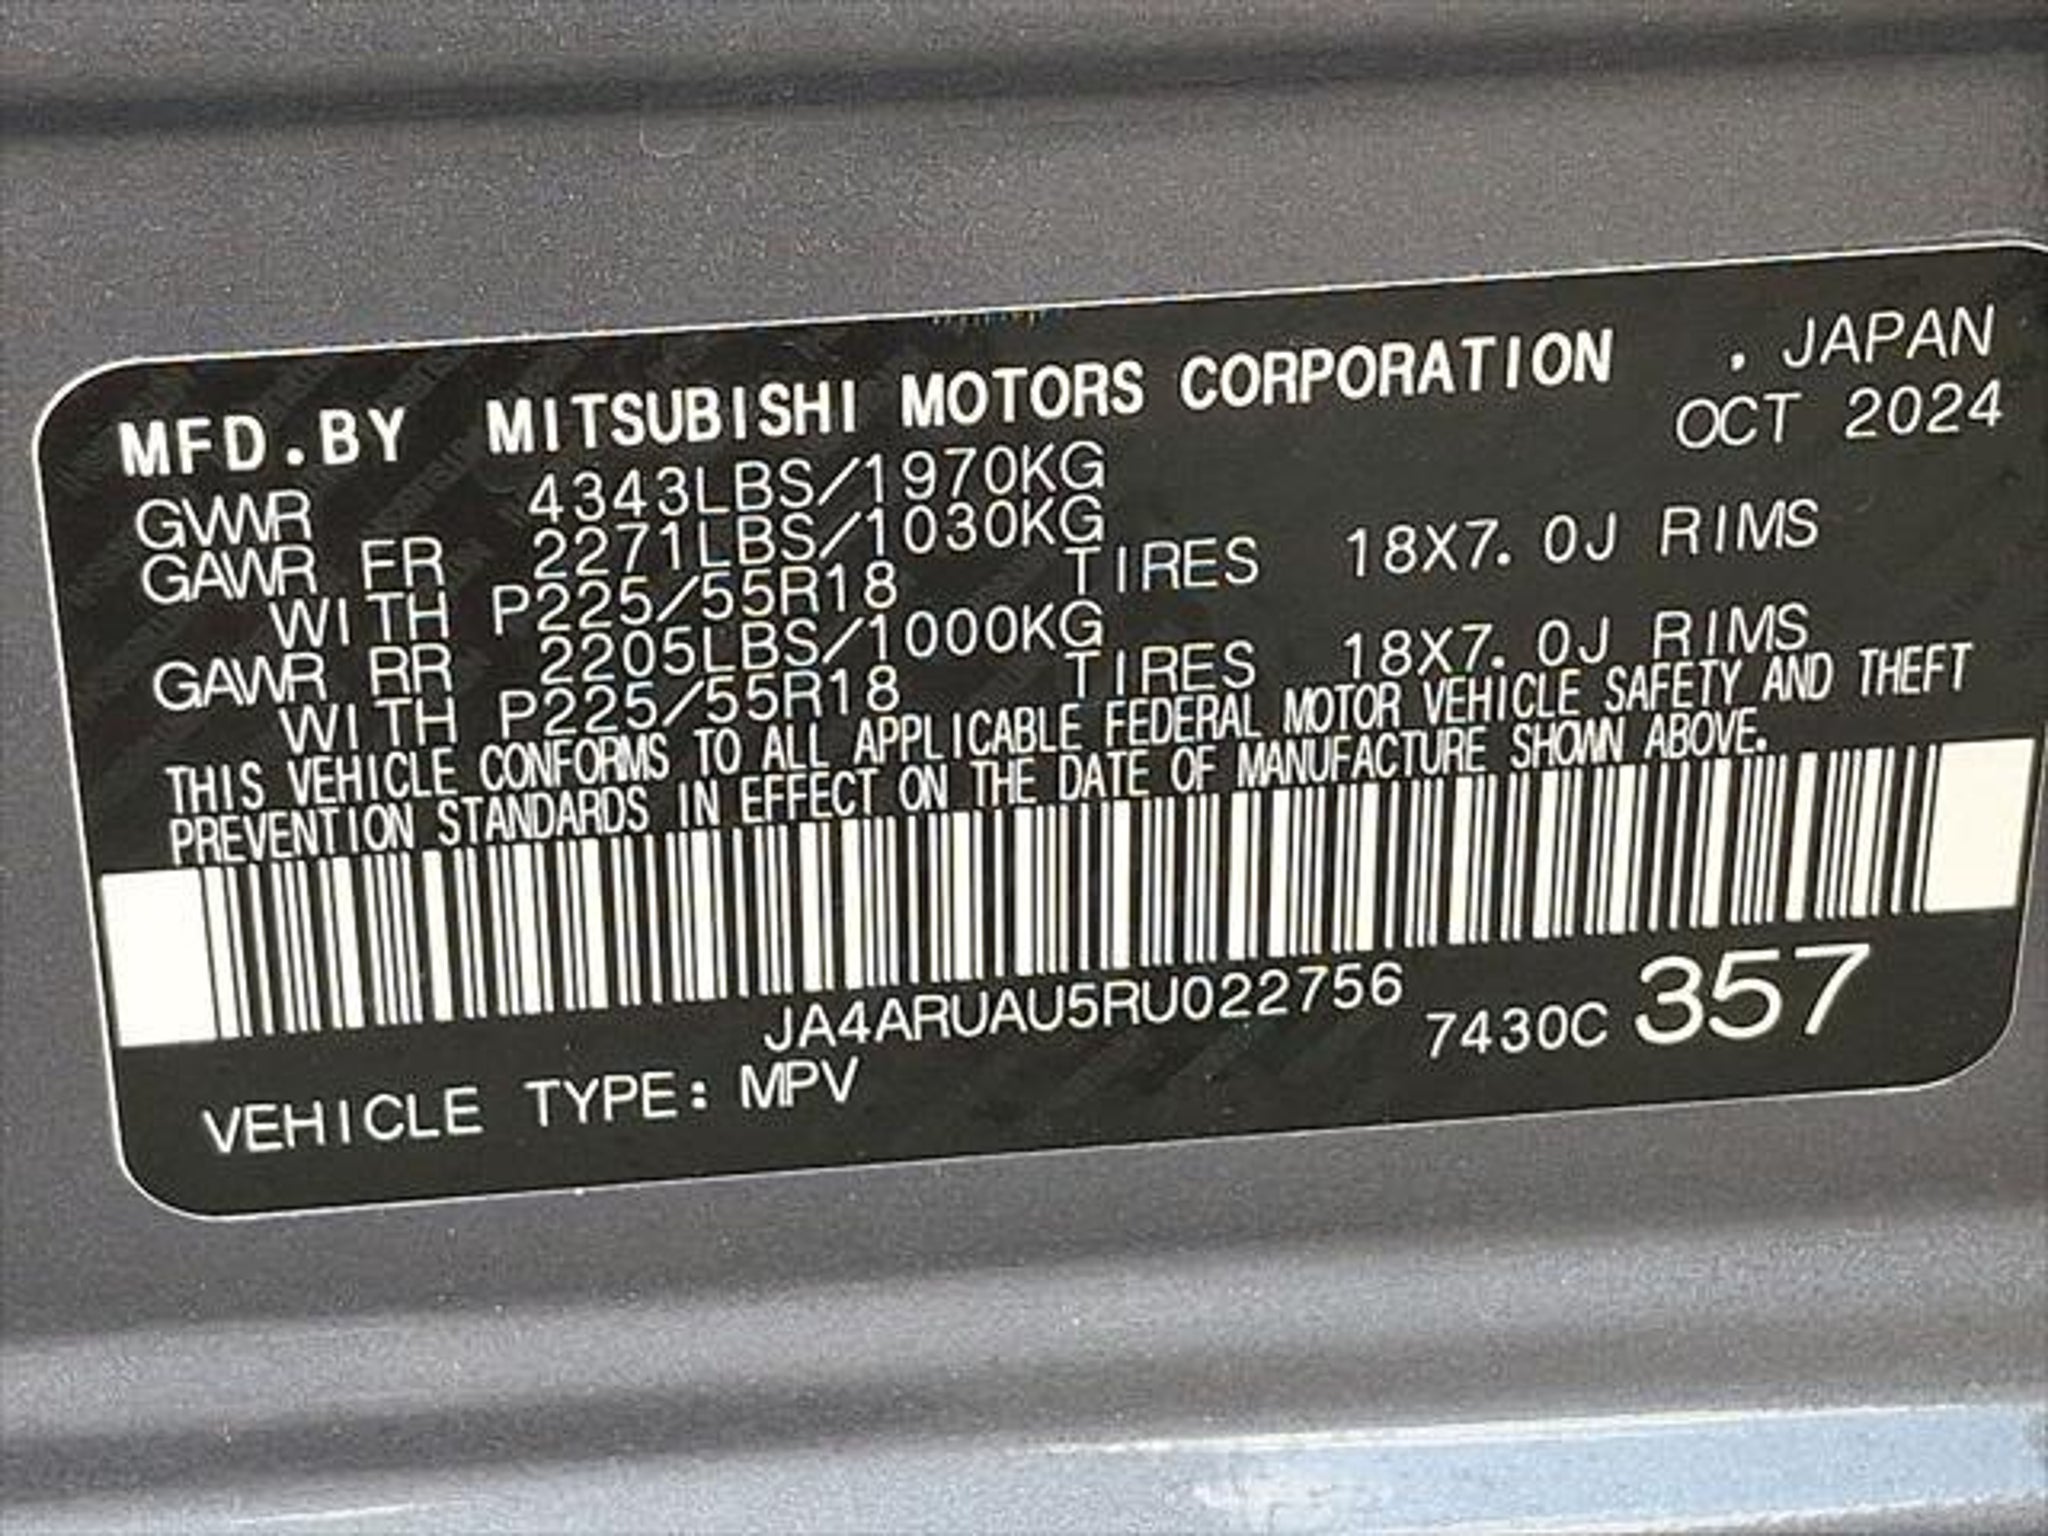 MFD.BY MITSUBISHI MOTORS CORPORATION . JAPAN
OCT 2024
GVWR 4343LBS/1970KG
GAWR FR 2271LBS/1030KG
WITH P225/55R18 TIRES 18X7.0J RIMS
GAWR RR 2205LBS/1000KG
WITH P225/55R18 TIRES 18X7.0J RIMS
THIS VEHICLE CONFORMS TO ALL APPLICABLE FEDERAL MOTOR VEHICLE SAFETY AND THEFT
PREVENTION STANDARDS IN EFFECT ON THE DATE OF MANUFACTURE SHOWN ABOVE.
JA4ARUAU5RU022756 7430C 357
VEHICLE TYPE: MPV